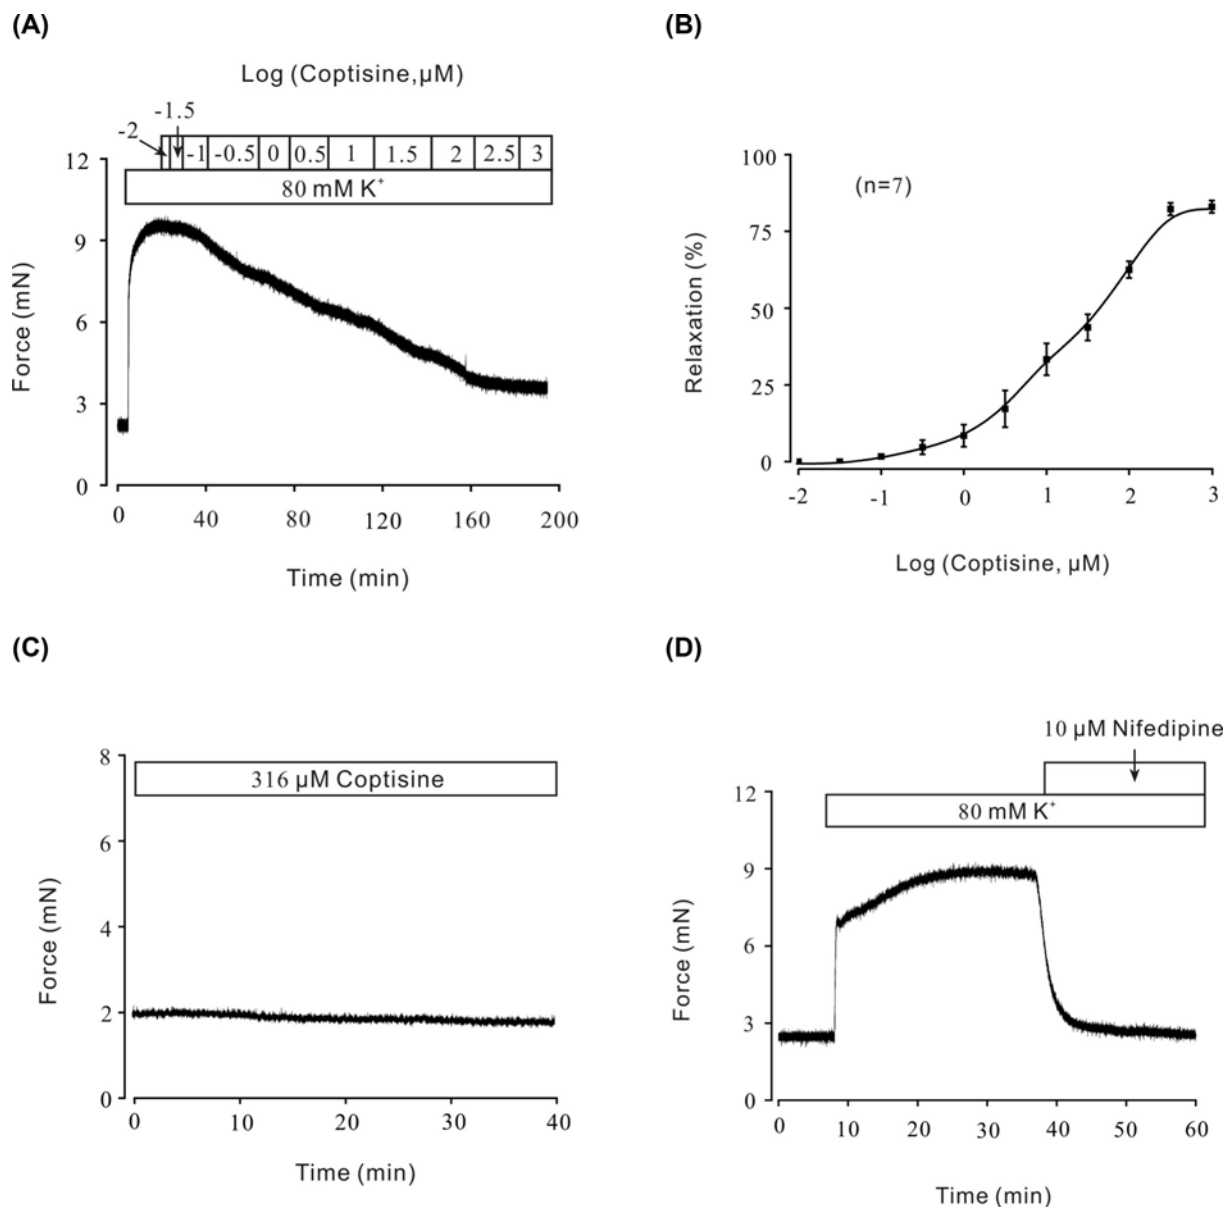 (A)
Log (Coptisine,μM)
-1.5
-2
-1 -0.5 0 0.5 1 1.5 2 2.5 3
80 mM K⁺
12
9
6
3
0
Force (mN)
0 40 80 120 160 200
Time (min)
(B)
100
75
50
25
0
Relaxation (%)
(n=7)
-2 -1 0 1 2 3
Log (Coptisine, μM)
(C)
8
6
4
2
0
Force (mN)
316 μM Coptisine
0 10 20 30 40
Time (min)
(D)
10 μM Nifedipine
80 mM K⁺
12
9
6
3
0
Force (mN)
0 10 20 30 40 50 60
Time (min)